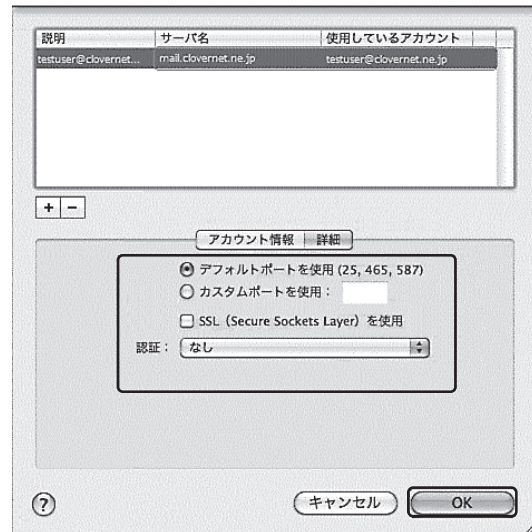 説明 サーバ名 使用しているアカウント
testuser@clovernet... mail.clovernet.ne.jp testuser@clovernet.ne.jp
+ −
アカウント情報 詳細
デフォルトポートを使用 (25, 465, 587)
カスタムポートを使用：
SSL（Secure Sockets Layer）を使用
認証： なし
? キャンセル OK